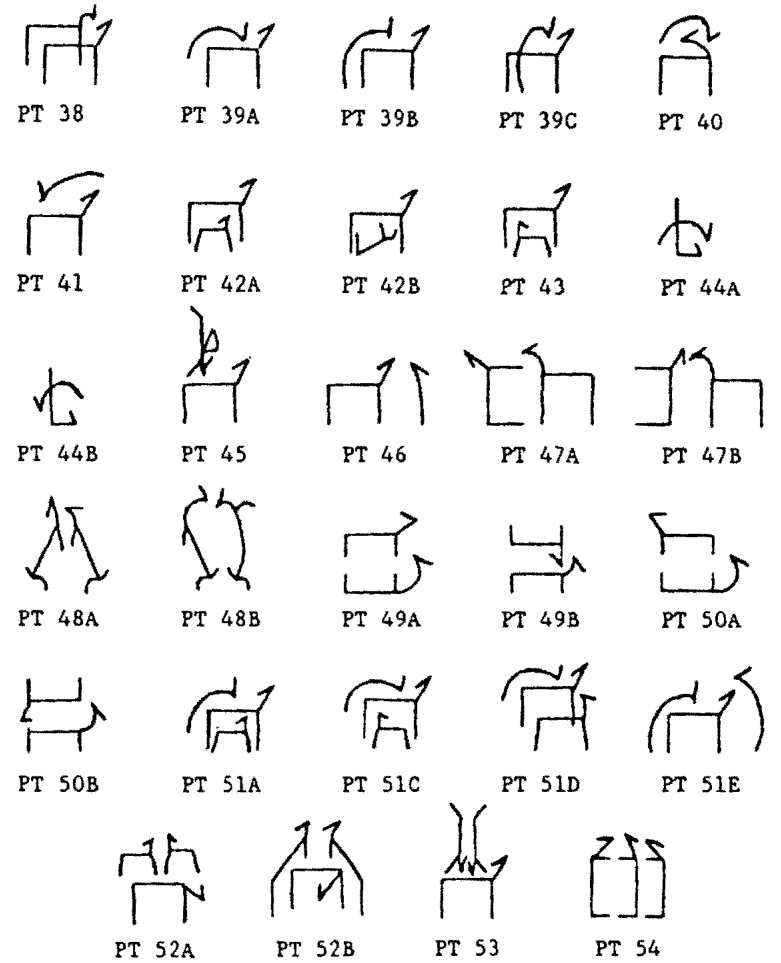 PT 38 PT 39A PT 39B PT 39C PT 40
PT 41 PT 42A PT 42B PT 43 PT 44A
PT 44B PT 45 PT 46 PT 47A PT 47B
PT 48A PT 48B PT 49A PT 49B PT 50A
PT 50B PT 51A PT 51C PT 51D PT 51E
PT 52A PT 52B PT 53 PT 54